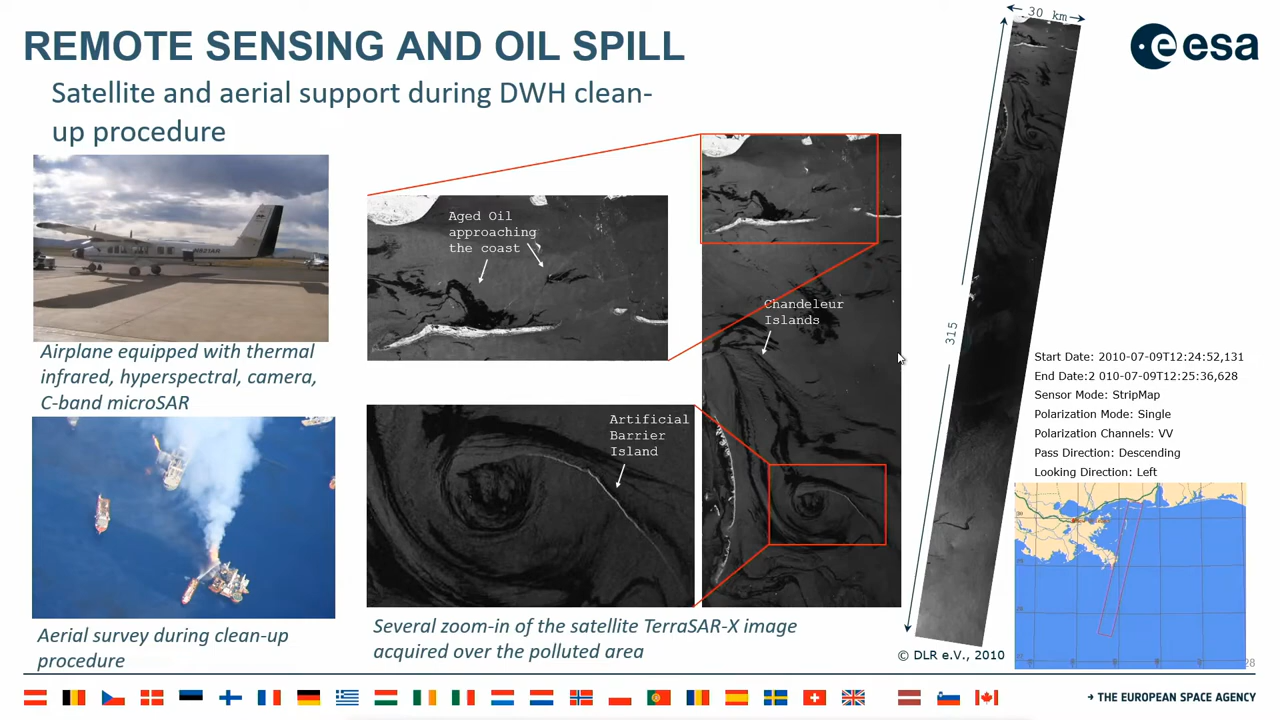 REMOTE SENSING AND OIL SPILL
Satellite and aerial support during DWH clean-
up procedure
esa
30 km
315
Aged Oil
approaching
the coast
Chandeleur
Islands
Artificial
Barrier
Island
Airplane equipped with thermal
infrared, hyperspectral, camera,
C-band microSAR
Aerial survey during clean-up
procedure
Several zoom-in of the satellite TerraSAR-X image
acquired over the polluted area
Start Date: 2010-07-09T12:24:52,131
End Date:2 010-07-09T12:25:36,628
Sensor Mode: StripMap
Polarization Mode: Single
Polarization Channels: VV
Pass Direction: Descending
Looking Direction: Left
© DLR e.V., 2010
28
→ THE EUROPEAN SPACE AGENCY